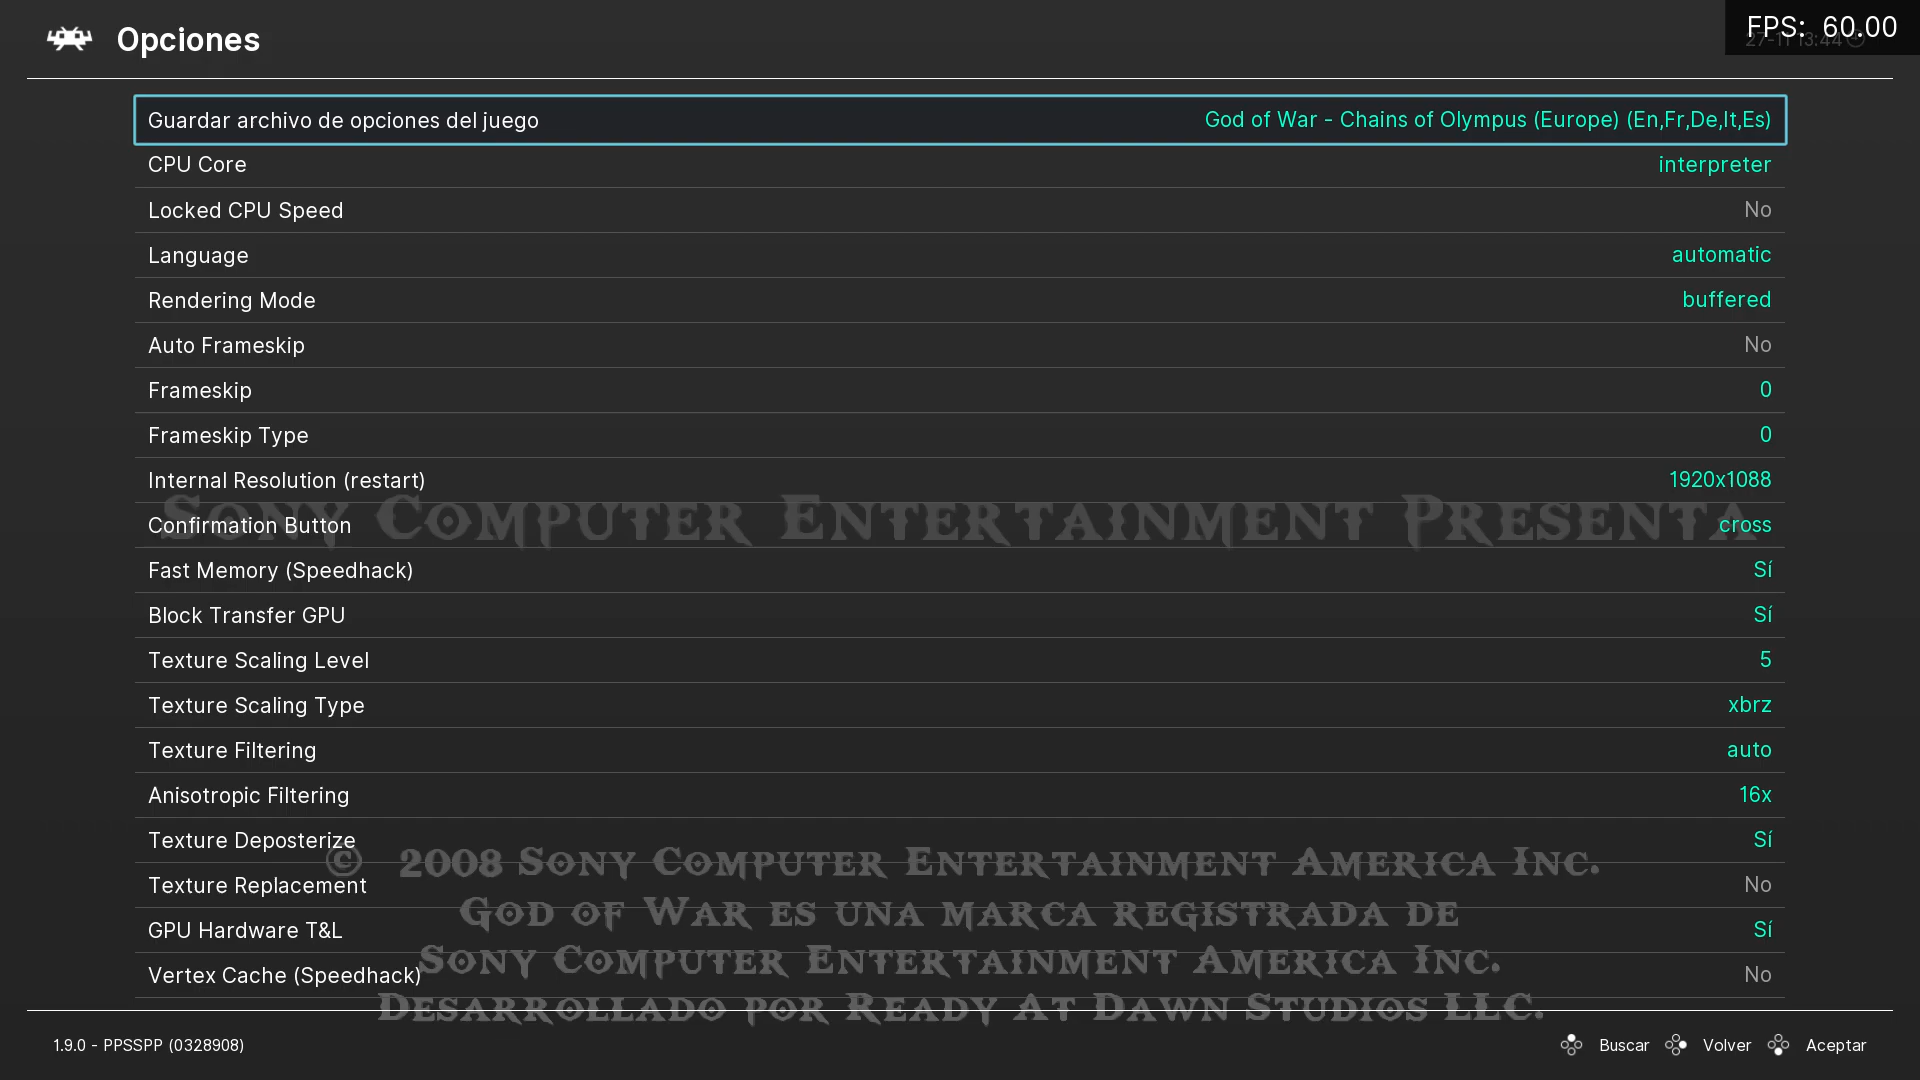 Opciones
FPS: 60.00
27-11 13:44
Guardar archivo de opciones del juego God of War - Chains of Olympus (Europe) (En,Fr,De,It,Es)
CPU Core interpreter
Locked CPU Speed No
Language automatic
Rendering Mode buffered
Auto Frameskip No
Frameskip 0
Frameskip Type 0
Internal Resolution (restart) 1920x1088
Sony Computer Entertainment Presenta
Confirmation Button cross
Fast Memory (Speedhack) Sí
Block Transfer GPU Sí
Texture Scaling Level 5
Texture Scaling Type xbrz
Texture Filtering auto
Anisotropic Filtering 16x
Texture Deposterize Sí
© 2008 Sony Computer Entertainment America Inc.
Texture Replacement No
God of War es una marca registrada de
GPU Hardware T&L Sí
Sony Computer Entertainment America Inc.
Vertex Cache (Speedhack) No
Desarrollado por Ready At Dawn Studios LLC.
1.9.0 - PPSSPP (0328908) Buscar Volver Aceptar